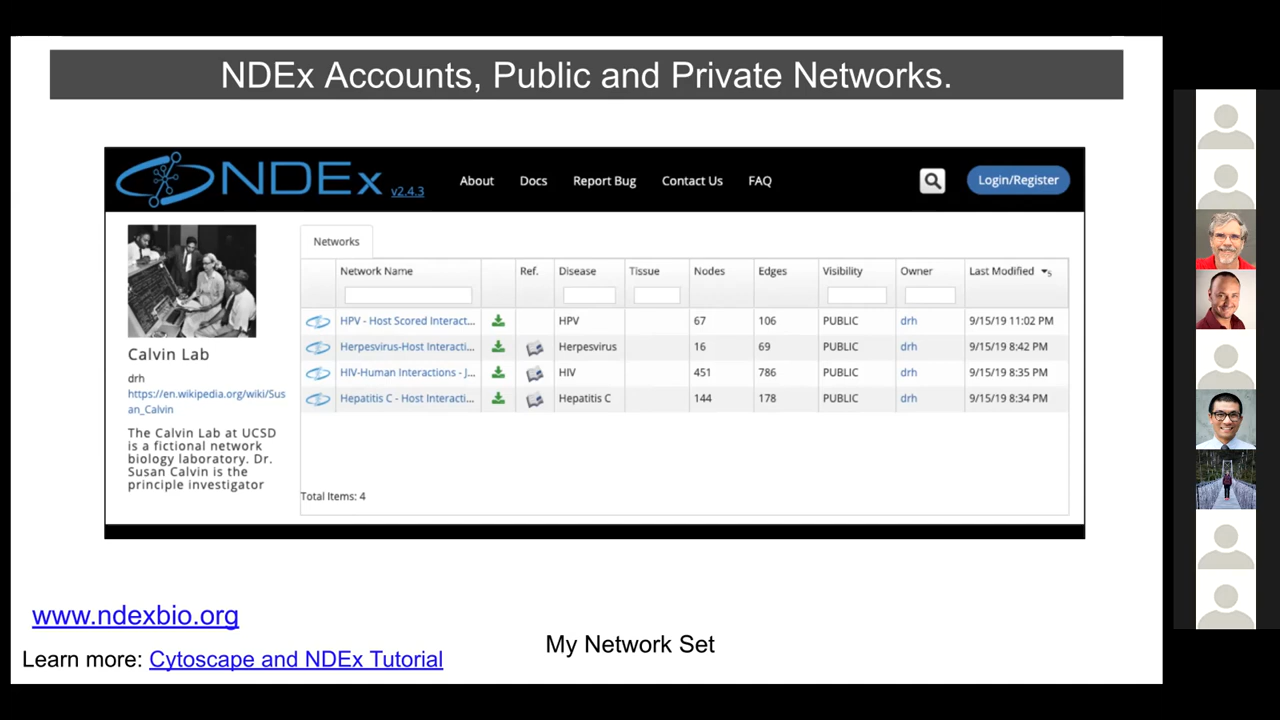 NDEx Accounts, Public and Private Networks.
NDEx v2.4.3 About Docs Report Bug Contact Us FAQ Login/Register
Networks
Network Name Ref. Disease Tissue Nodes Edges Visibility Owner Last Modified
HPV - Host Scored Interact... HPV 67 106 PUBLIC drh 9/15/19 11:02 PM
Herpesvirus-Host Interacti... Herpesvirus 16 69 PUBLIC drh 9/15/19 8:42 PM
HIV-Human Interactions - J... HIV 451 786 PUBLIC drh 9/15/19 8:35 PM
Hepatitis C - Host Interacti... Hepatitis C 144 178 PUBLIC drh 9/15/19 8:34 PM
Total Items: 4
Calvin Lab
drh
https://en.wikipedia.org/wiki/Sus
an_Calvin
The Calvin Lab at UCSD
is a fictional network
biology laboratory. Dr.
Susan Calvin is the
principle investigator
www.ndexbio.org
My Network Set
Learn more: Cytoscape and NDEx Tutorial